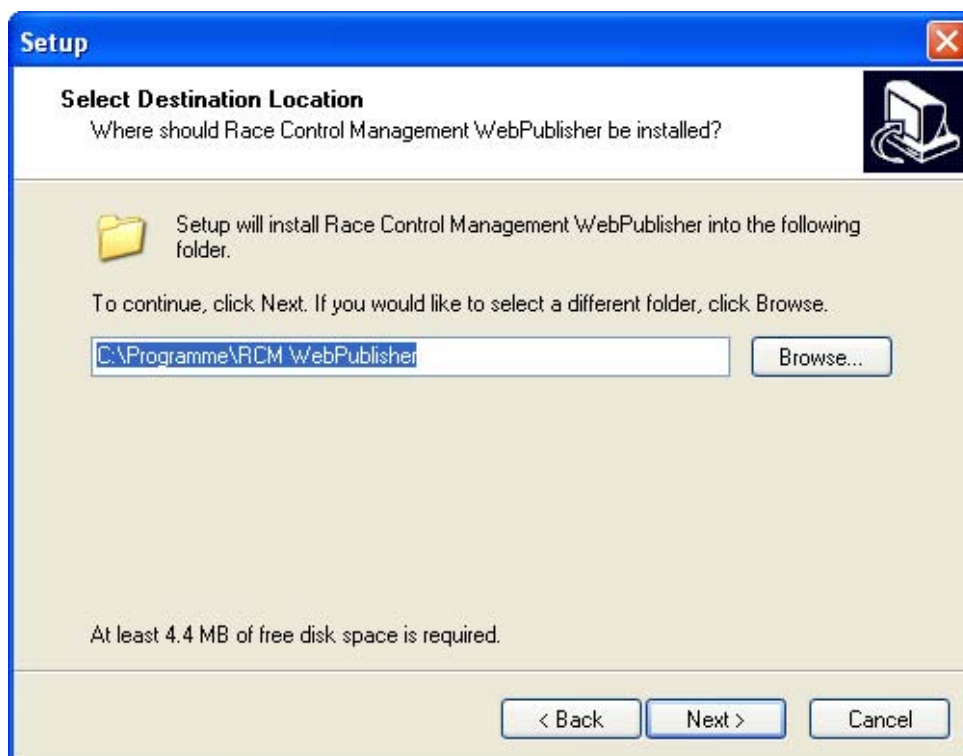 Setup
Select Destination Location
Where should Race Control Management WebPublisher be installed?
Setup will install Race Control Management WebPublisher into the following
folder.
To continue, click Next. If you would like to select a different folder, click Browse.
C:\Programme\RCM WebPublisher
Browse...
At least 4.4 MB of free disk space is required.
< Back
Next >
Cancel